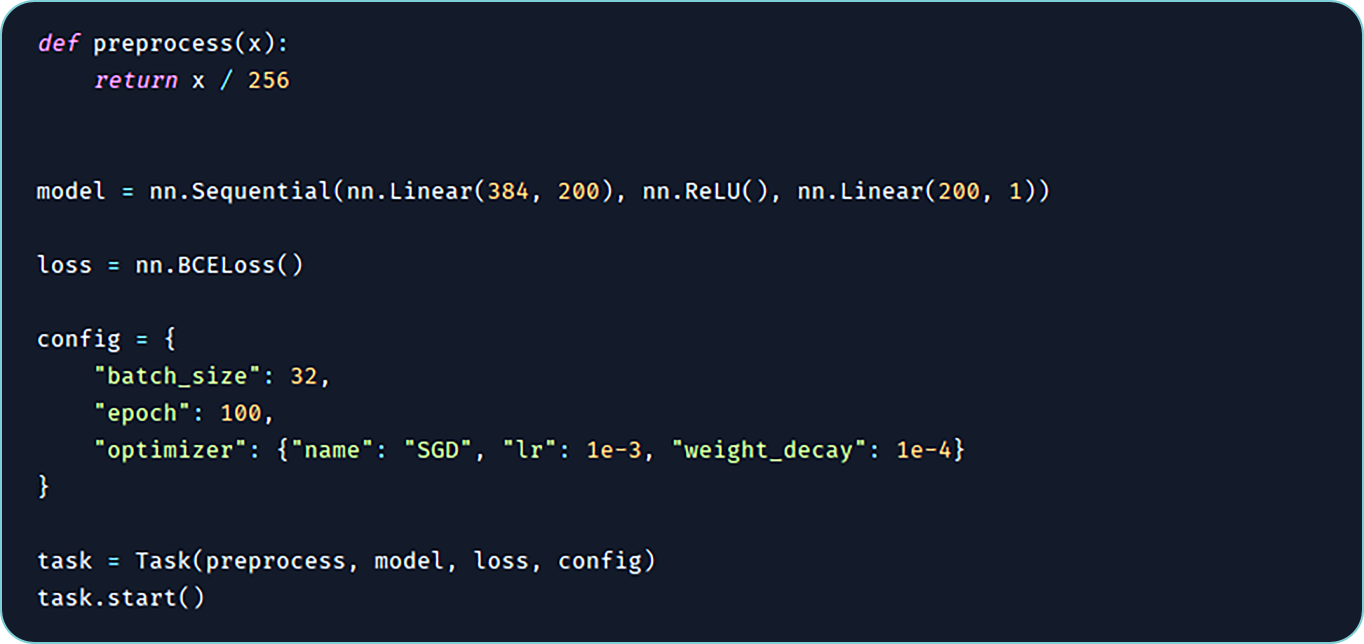 def preprocess(x):
    return x / 256
model = nn.Sequential(nn.Linear(384, 200), nn.ReLU(), nn.Linear(200, 1))
loss = nn.BCELoss()
config = {
    "batch_size": 32,
    "epoch": 100,
    "optimizer": {"name": "SGD", "lr": 1e-3, "weight_decay": 1e-4}
}
task = Task(preprocess, model, loss, config)
task.start()